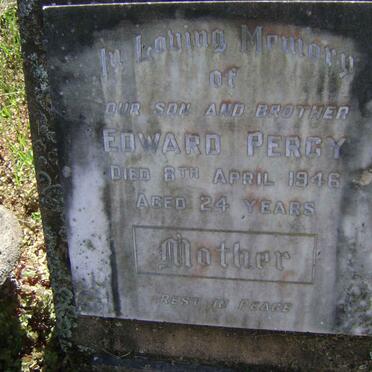 In Loving Memory
of
OUR SON AND BROTHER
EDWARD PERCY
DIED 8TH APRIL 1946
AGED 24 YEARS
Mother
REST IN PEACE